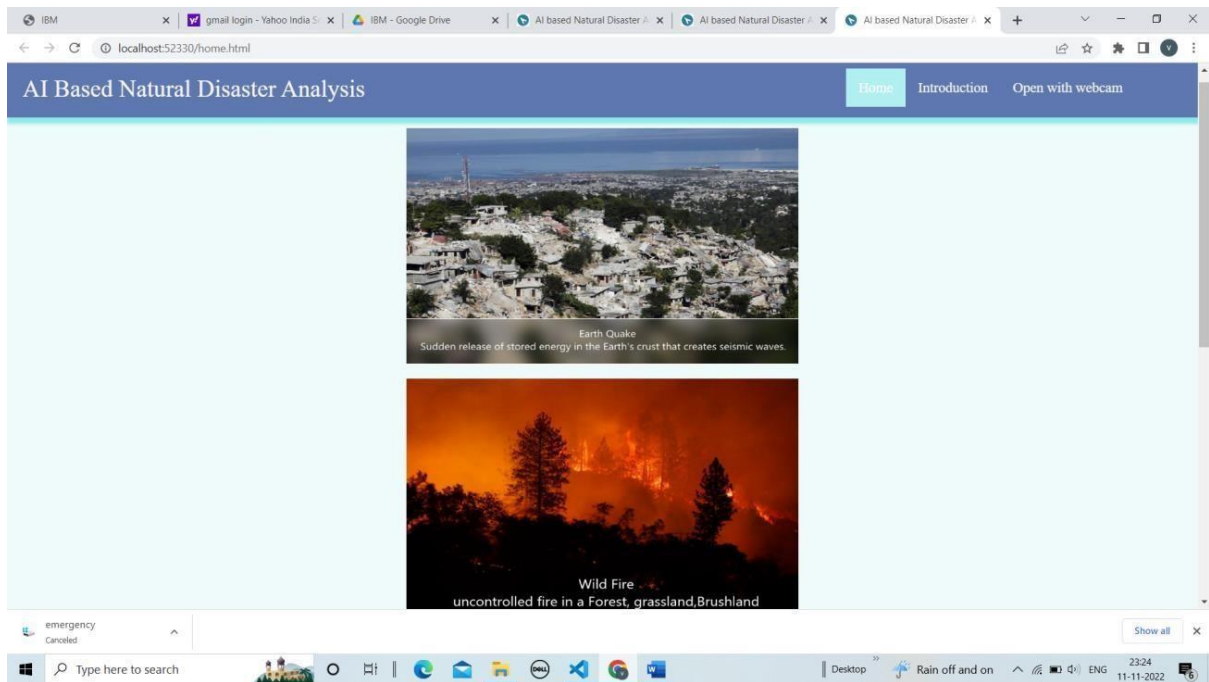 IBM
gmail login - Yahoo India S
IBM - Google Drive
AI based Natural Disaster A
AI based Natural Disaster A
AI based Natural Disaster A
localhost:52330/home.html
V
AI Based Natural Disaster Analysis
Home
Introduction
Open with webcam
Earth Quake
Sudden release of stored energy in the Earth's crust that creates seismic waves.
Wild Fire
uncontrolled fire in a Forest, grassland,Brushland
emergency
Canceled
Show all
Type here to search
DELL
Desktop
Rain off and on
ENG
23:24
11-11-2022
6